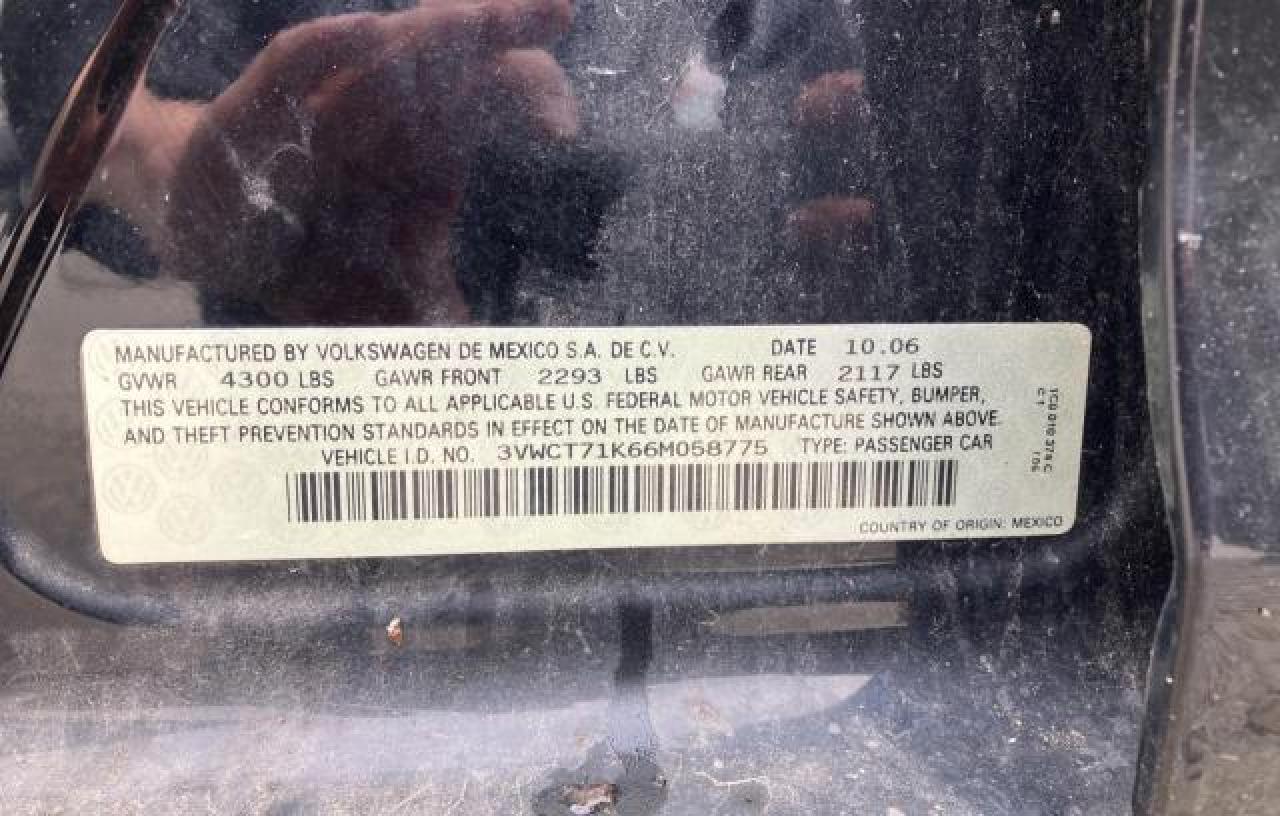 MANUFACTURED BY VOLKSWAGEN DE MEXICO S.A. DE C.V. DATE 10.06
GVWR 4300 LBS GAWR FRONT 2293 LBS GAWR REAR 2117 LBS
THIS VEHICLE CONFORMS TO ALL APPLICABLE U.S. FEDERAL MOTOR VEHICLE SAFETY, BUMPER,
AND THEFT PREVENTION STANDARDS IN EFFECT ON THE DATE OF MANUFACTURE SHOWN ABOVE.
VEHICLE I.D. NO. 3VWCT71K66M058775 TYPE: PASSENGER CAR
COUNTRY OF ORIGIN: MEXICO